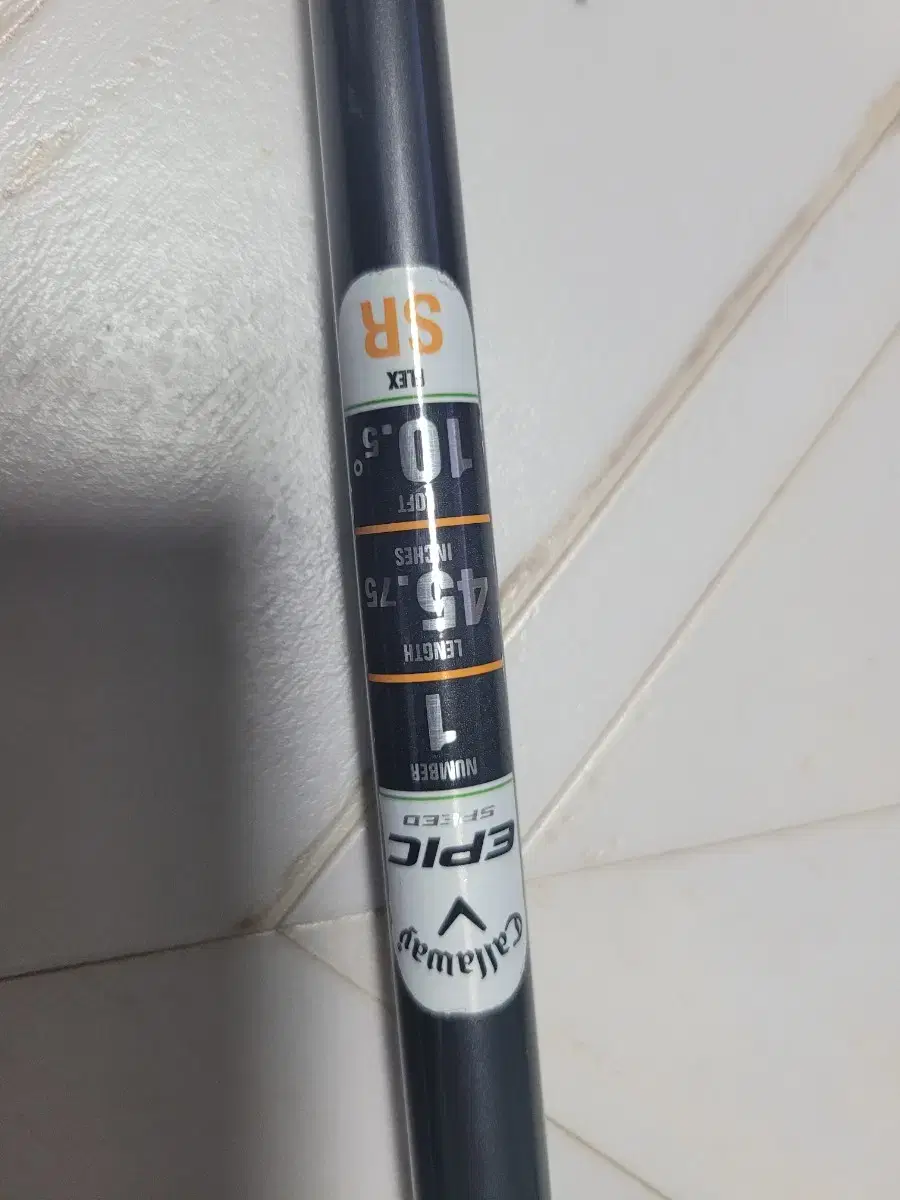 Callaway
EPIC
SPEED
NUMBER
1
LENGTH
45.75
INCHES
LOFT
10.5°
FLEX
SR